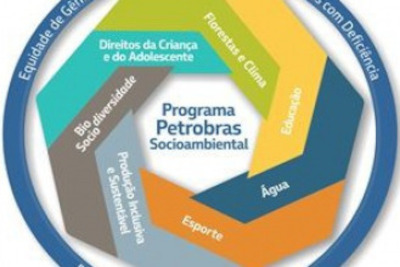 Equidade de
com Deficiência
Florestas e Clima
Direitos da Criança
e do Adolescente
Educação
Bio
Socio diversidade
Programa
Petrobras
Socioambiental
Produção Inclusiva
e Sustentável
Água
Esporte